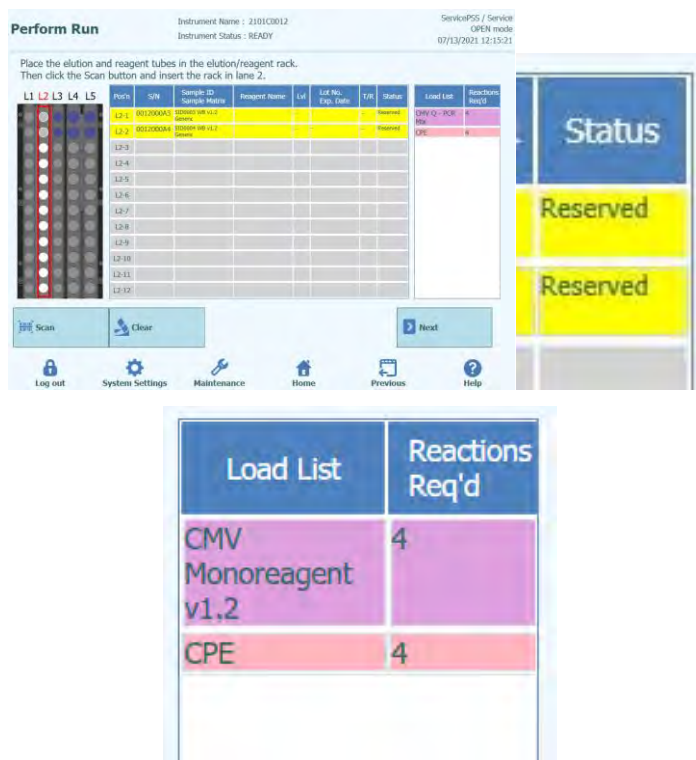 Perform Run
Instrument Name : 2101C0012
Instrument Status : READY
ServicePSS / Service
OPEN mode
07/13/2021 12:15:21
Place the elution and reagent tubes in the elution/reagent rack.
Then click the Scan button and insert the rack in lane 2.
L1 L2 L3 L4 L5
Pos'n S/N Sample ID Sample Matrix Reagent Name Lvl Lot No. Exp. Date T/R Status
L2-1 0012000A3 Reserved
L2-2 0012000A4 Reserved
L2-3
L2-4
L2-5
L2-6
L2-7
L2-8
L2-9
L2-10
L2-11
L2-12
Load List Reactions Req'd
CMV Q - PCR Mix 4
CPE 4
Scan
Clear
Next
Log out
System Settings
Maintenance
Home
Previous
Help
Status
Reserved
Reserved
Load List
Reactions
Req'd
CMV
Monoreagent
v1.2
4
CPE
4